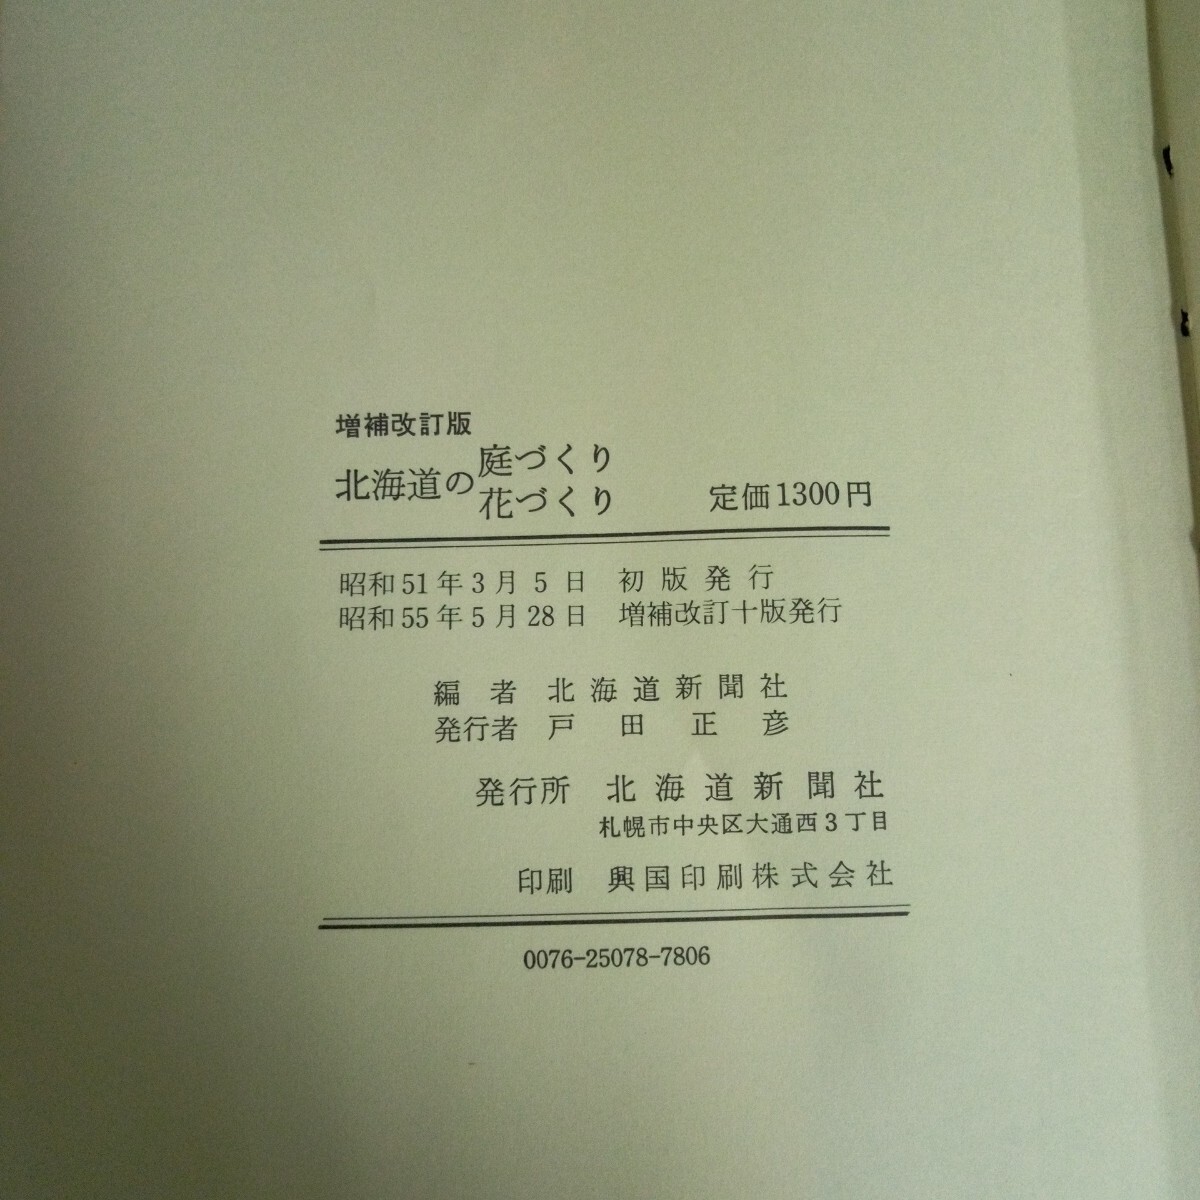 増補改訂版
北海道の庭づくり
花づくり
定価1300円
昭和51年3月5日 初版発行
昭和55年5月28日 増補改訂十版発行
編者 北海道新聞社
発行者 戸田正彦
発行所 北海道新聞社
札幌市中央区大通西3丁目
印刷 興国印刷株式会社
0076-25078-7806